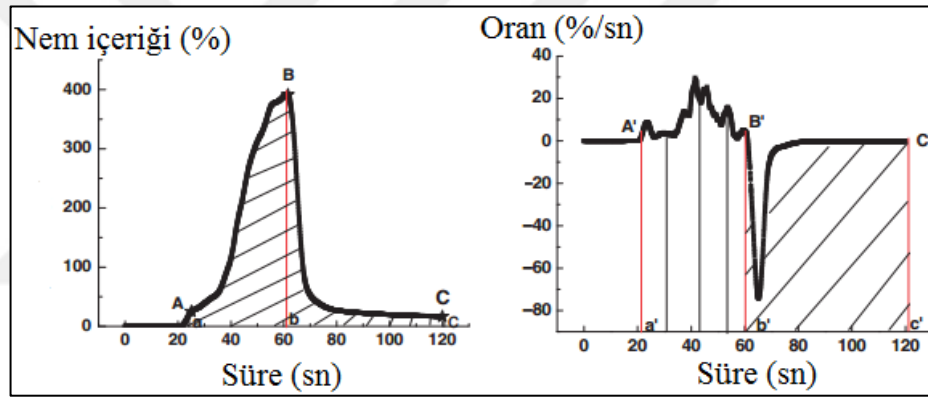 Nem içeriği (%)
B
400
300
200
100
0
A
a
b
C
C
0 20 40 60 80 100 120
Süre (sn)
Oran (%/sn)
40
20
0
−20
−40
−60
−80
A'
B'
C
a'
b'
c'
0 20 40 60 80 100 120
Süre (sn)